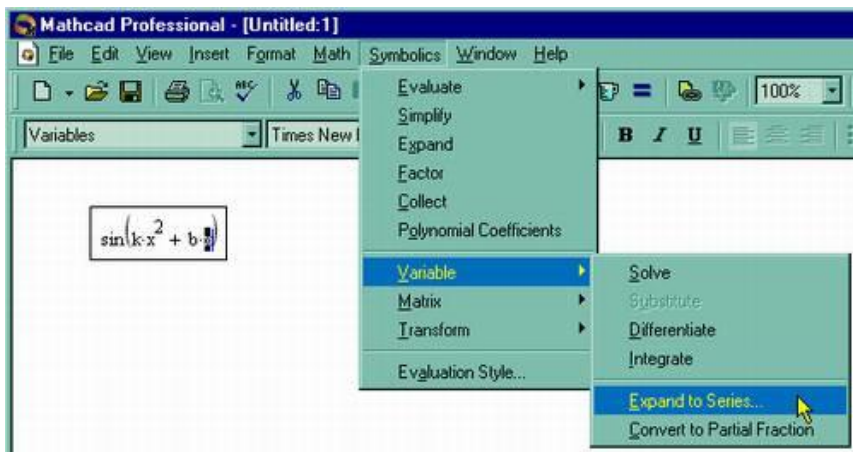 Mathcad Professional - [Untitled:1]
File Edit View Insert Format Math Symbolics Window Help
ABC 100%
Variables Times New B I U
Evaluate
Simplify
Expand
Factor
Collect
Polynomial Coefficients
sin(k·x² + b·x)
Variable
Matrix
Transform
Evaluation Style...
Solve
Substitute
Differentiate
Integrate
Expand to Series...
Convert to Partial Fraction